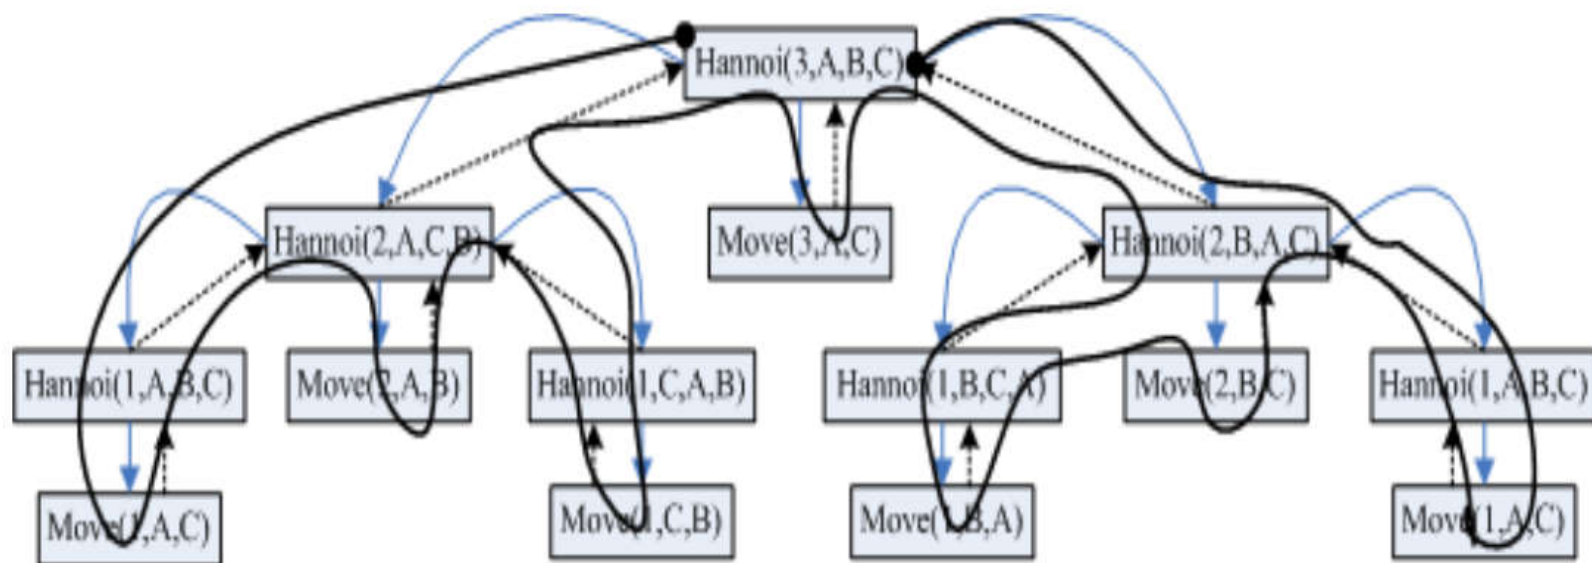 Hannoi(3,A,B,C)
Hannoi(2,A,C,B)
Move(3,A,C)
Hannoi(2,B,A,C)
Hannoi(1,A,B,C)
Move(2,A,B)
Hannoi(1,C,A,B)
Hannoi(1,B,C,A)
Move(2,B,C)
Hannoi(1,A,B,C)
Move(1,A,C)
Move(1,C,B)
Move(1,B,A)
Move(1,A,C)